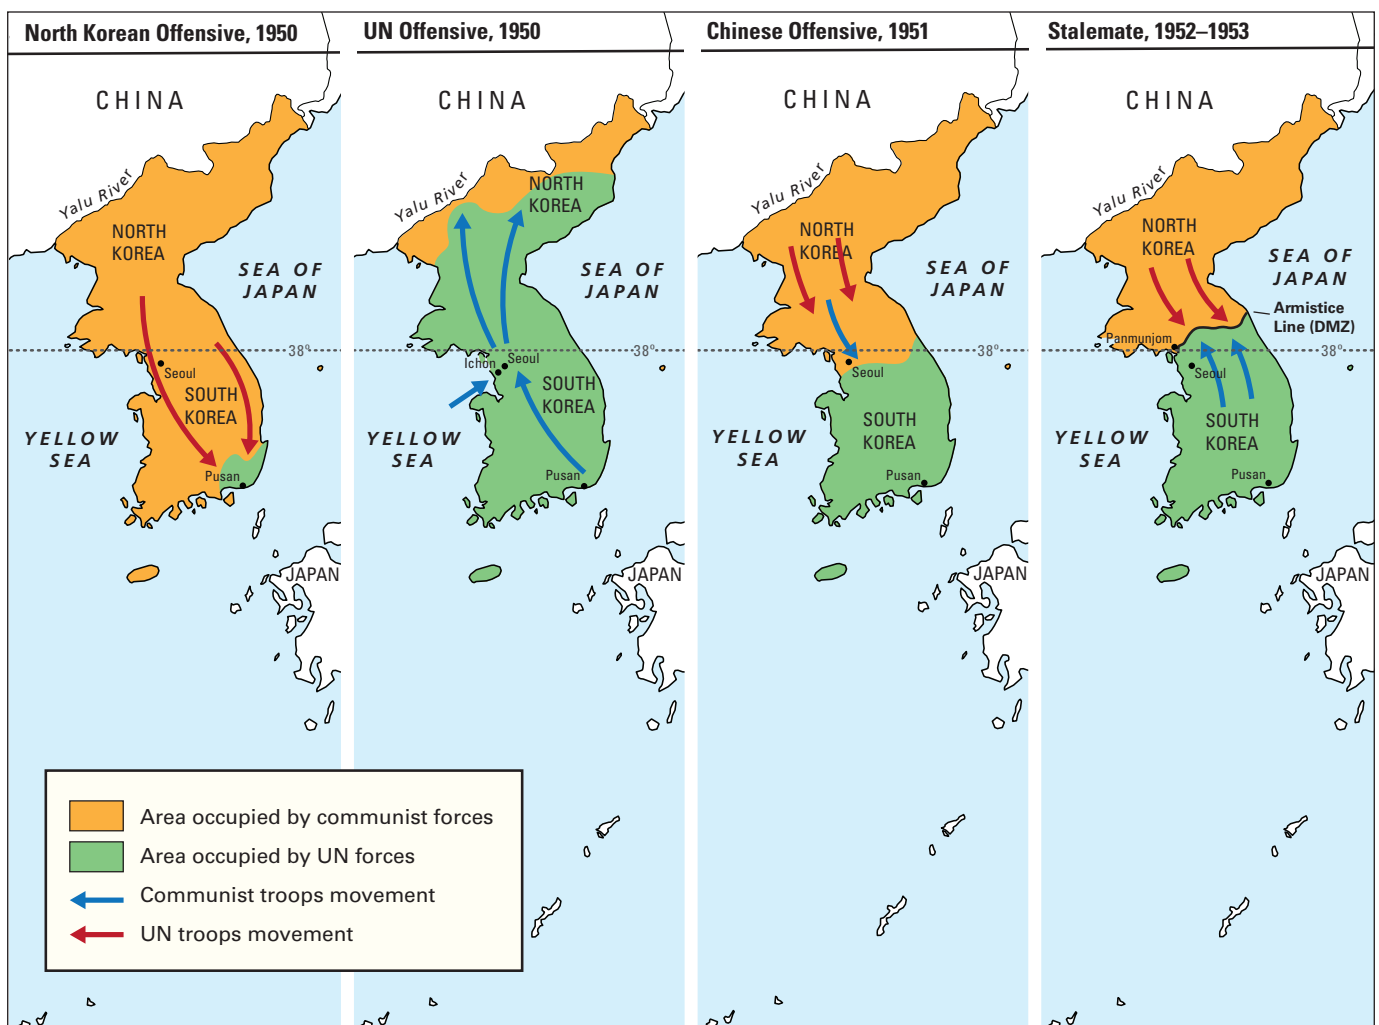 North Korean Offensive, 1950
CHINA
Yalu River
NORTH
KOREA
SEA OF
JAPAN
38°
Seoul
SOUTH
KOREA
YELLOW
SEA
Pusan
JAPAN
UN Offensive, 1950
CHINA
Yalu River
NORTH
KOREA
SEA OF
JAPAN
38°
Ichon
Seoul
SOUTH
KOREA
YELLOW
SEA
Pusan
JAPAN
Chinese Offensive, 1951
CHINA
Yalu River
NORTH
KOREA
SEA OF
JAPAN
38°
Seoul
SOUTH
KOREA
YELLOW
SEA
Pusan
JAPAN
Stalemate, 1952–1953
CHINA
Yalu River
NORTH
KOREA
SEA OF
JAPAN
Armistice
Line (DMZ)
Panmunjom
38°
Seoul
SOUTH
KOREA
YELLOW
SEA
Pusan
JAPAN
Area occupied by communist forces
Area occupied by UN forces
Communist troops movement
UN troops movement